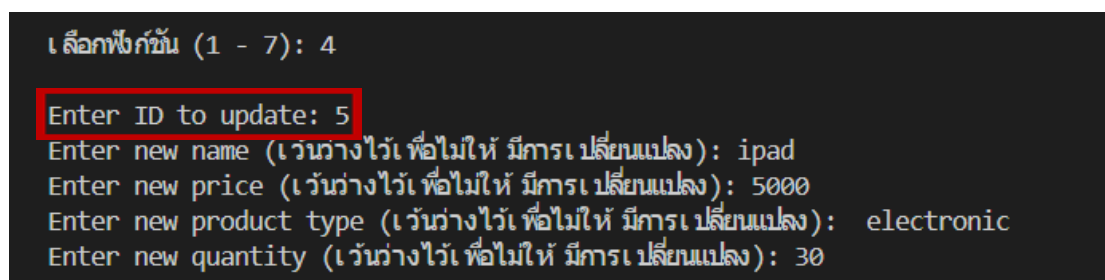 เลือกฟังก์ชัน (1 - 7): 4
Enter ID to update: 5
Enter new name (เว้นว่างไว้เพื่อไม่ให้ มีการเปลี่ยนแปลง): ipad
Enter new price (เว้นว่างไว้เพื่อไม่ให้ มีการเปลี่ยนแปลง): 5000
Enter new product type (เว้นว่างไว้เพื่อไม่ให้ มีการเปลี่ยนแปลง):  electronic
Enter new quantity (เว้นว่างไว้เพื่อไม่ให้ มีการเปลี่ยนแปลง): 30